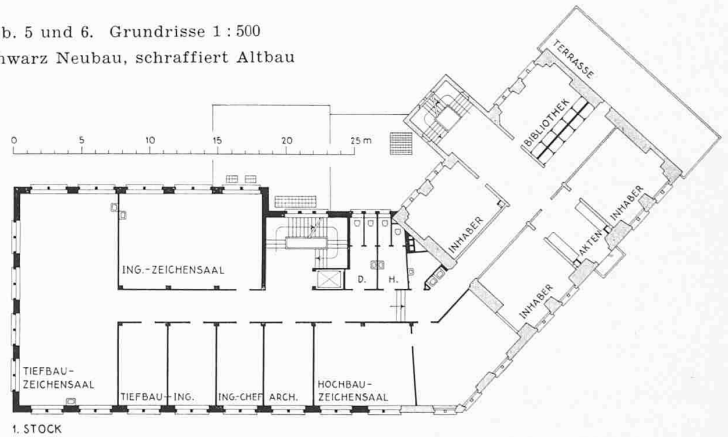 b. 5 und 6. Grundrisse 1 : 500
hwarz Neubau, schraffiert Altbau
0 5 10 15 20 25 m
TERRASSE
BIBLIOTHEK
INHABER
INHABER
AKTEN
INHABER
ING.-ZEICHENSAAL
D.
H.
TIEFBAU-
ZEICHENSAAL
TIEFBAU-ING.
ING.-CHEF
ARCH.
HOCHBAU-
ZEICHENSAAL
1. STOCK